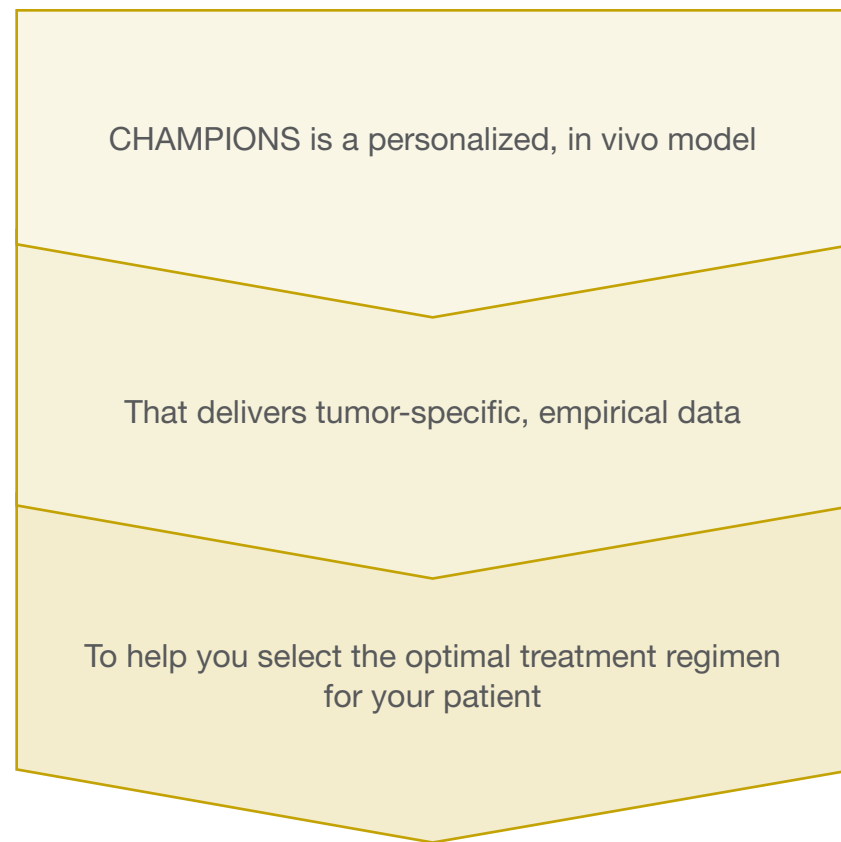 CHAMPIONS is a personalized, in vivo model
That delivers tumor-specific, empirical data
To help you select the optimal treatment regimen
for your patient